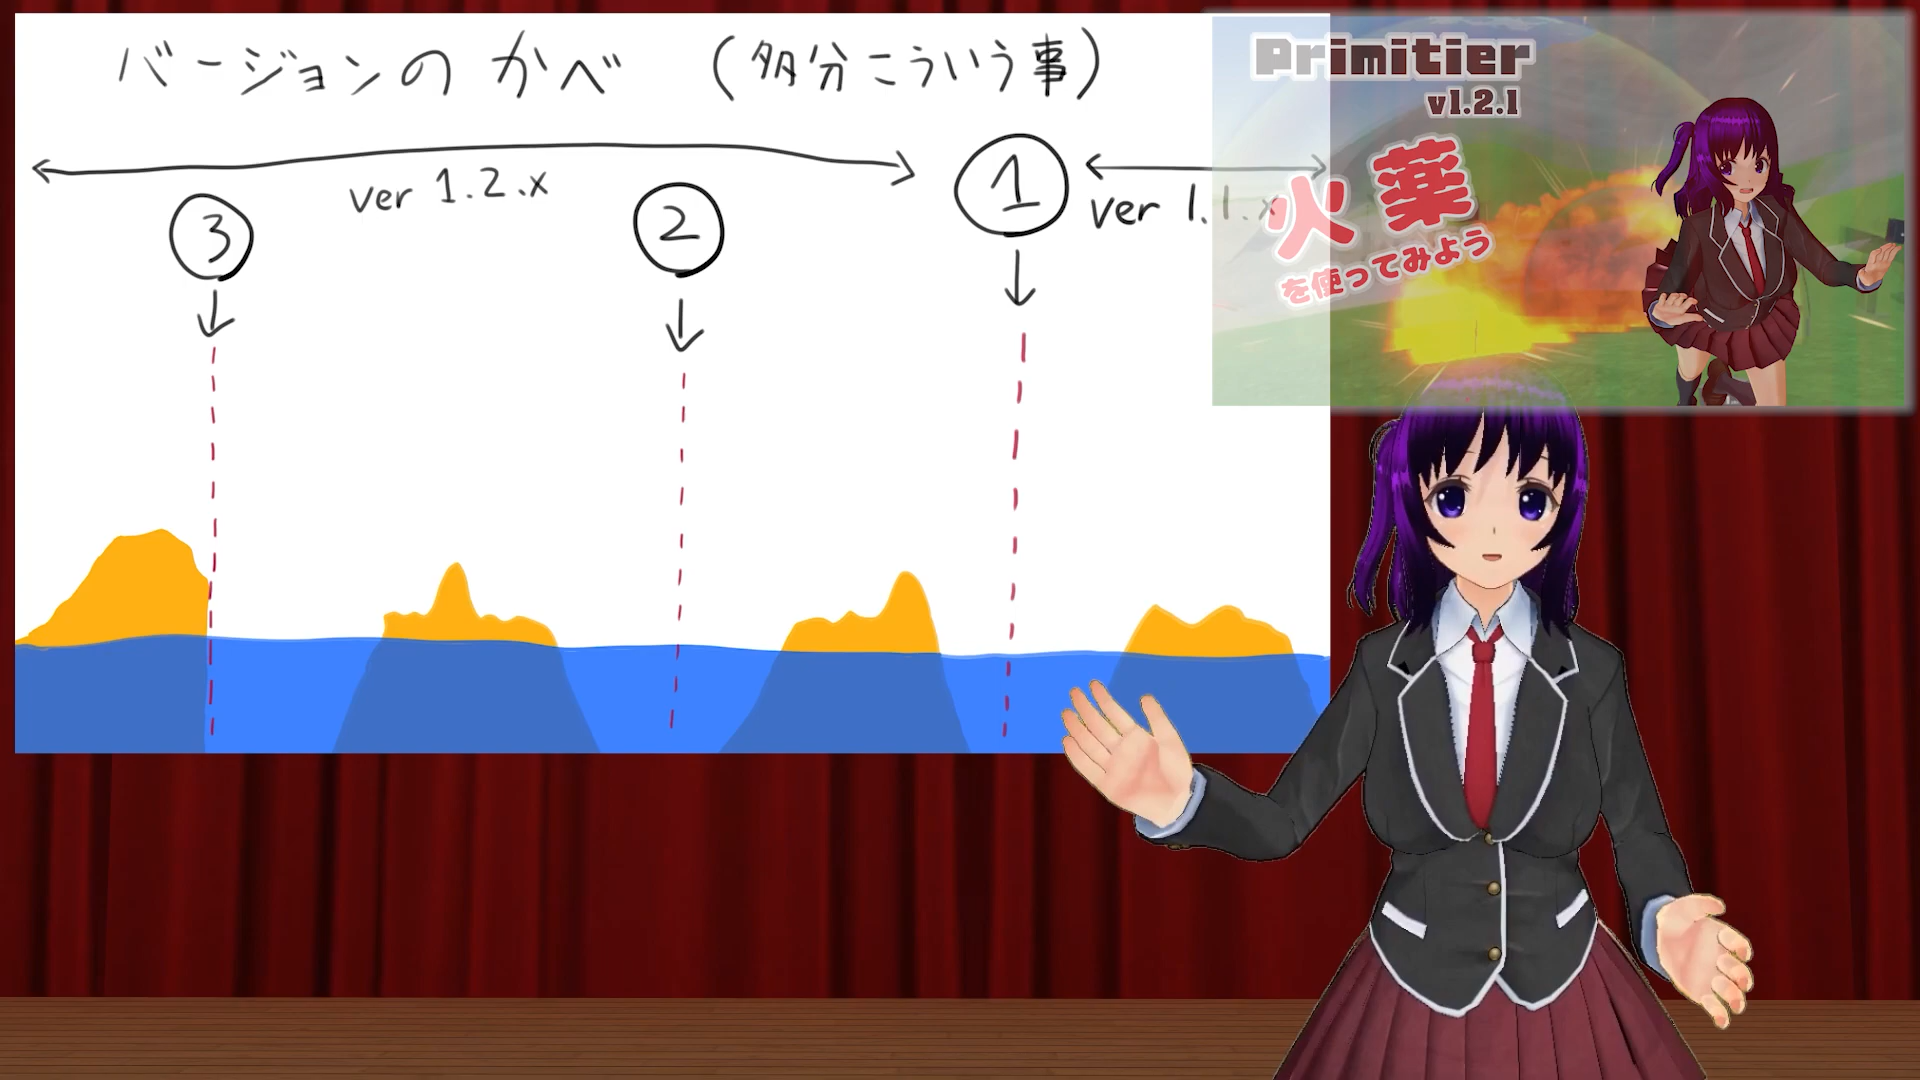 バージョンの かべ (多分こういう事)
ver 1.2.x
ver 1.1.x
3
2
1
Primitier
v1.2.1
火薬
を使ってみよう